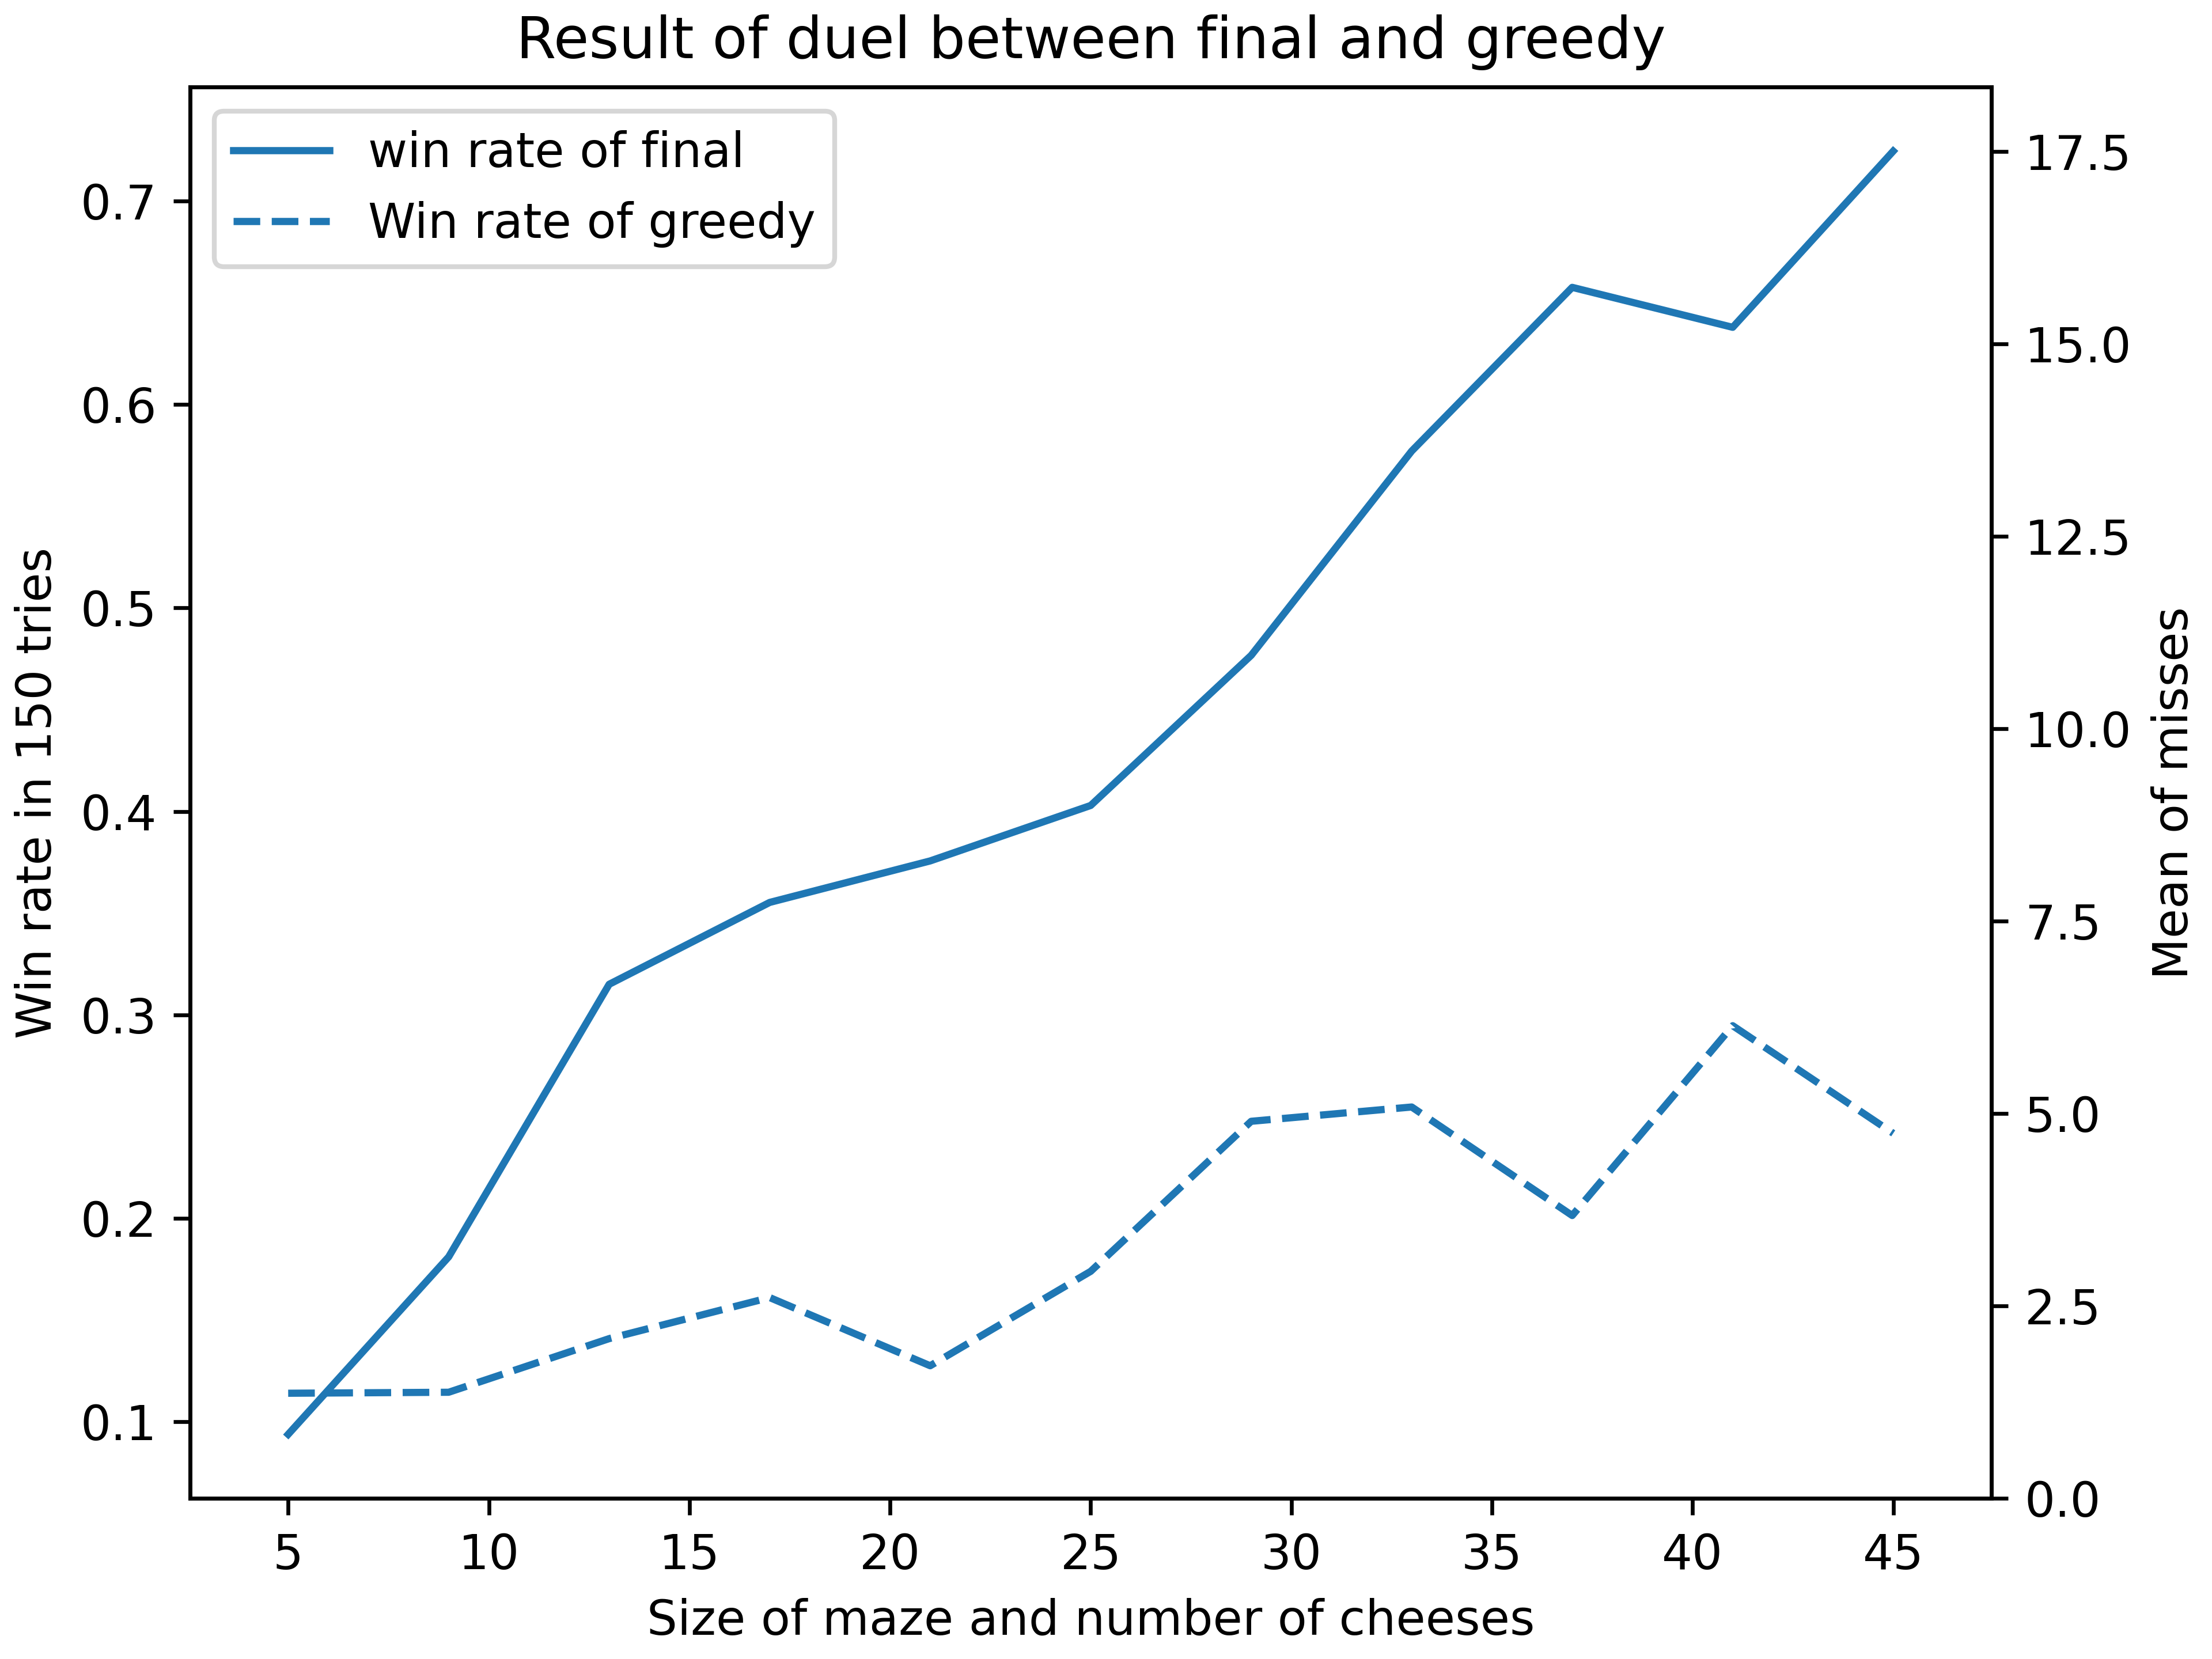 Result of duel between final and greedy
win rate of final
Win rate of greedy
Win rate in 150 tries
0.7
0.6
0.5
0.4
0.3
0.2
0.1
17.5
15.0
12.5
10.0
7.5
5.0
2.5
0.0
Mean of misses
5 10 15 20 25 30 35 40 45
Size of maze and number of cheeses